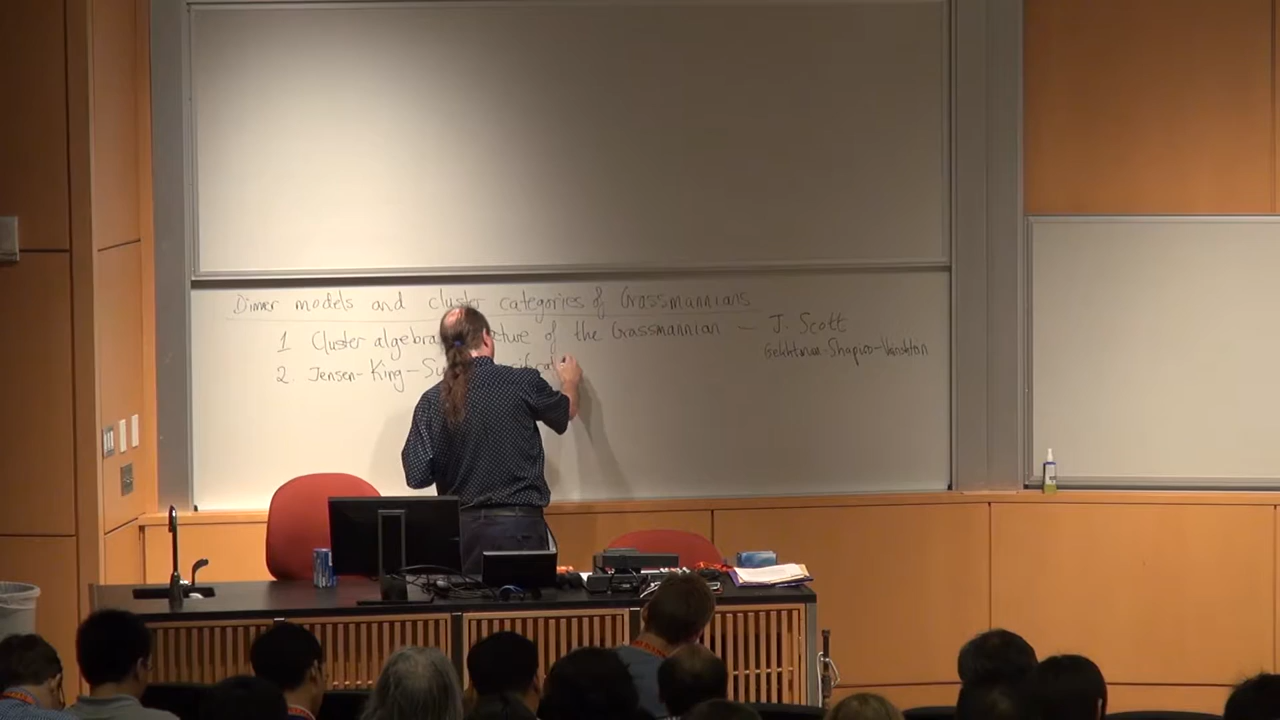 Dimer models and cluster categories of Grassmannians
1 Cluster algebra of the Grassmannian – J. Scott
Gekhtman-Shapiro-Vainshtein
2. Jensen-King-Su